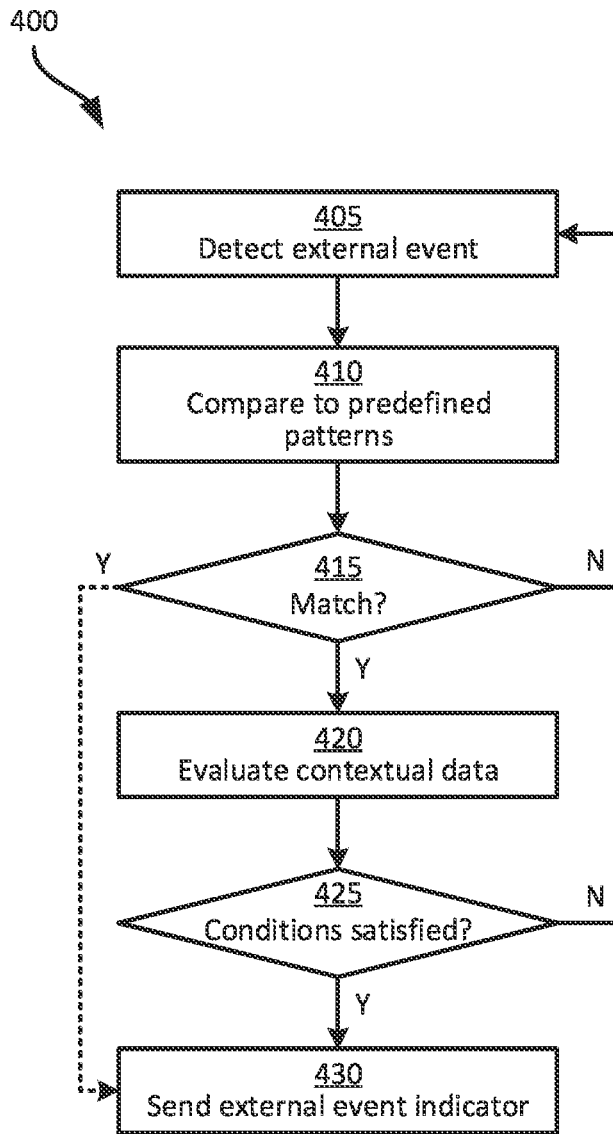 400
405
Detect external event
410
Compare to predefined
patterns
Y
415
N
Match?
Y
420
Evaluate contextual data
425
N
Conditions satisfied?
Y
430
Send external event indicator